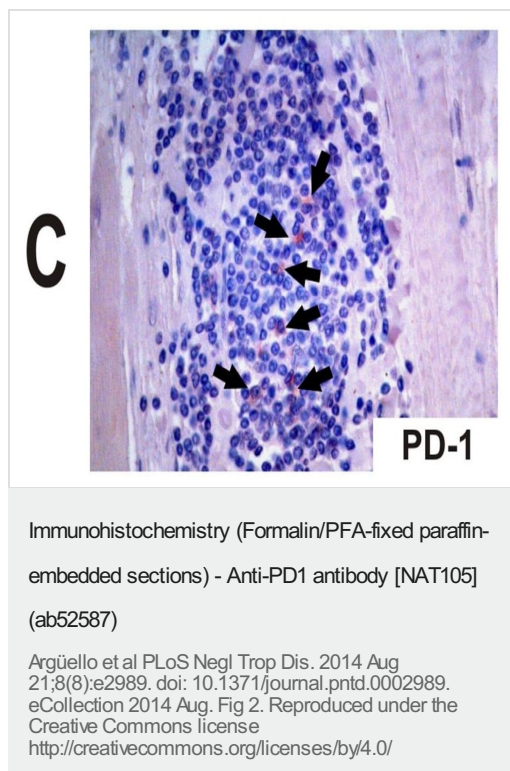 C
PD-1
Immunohistochemistry (Formalin/PFA-fixed paraffin-
embedded sections) - Anti-PD1 antibody [NAT105]
(ab52587)
Argüello et al PLoS Negl Trop Dis. 2014 Aug
21;8(8):e2989. doi: 10.1371/journal.pntd.0002989.
eCollection 2014 Aug. Fig 2. Reproduced under the
Creative Commons license
http://creativecommons.org/licenses/by/4.0/